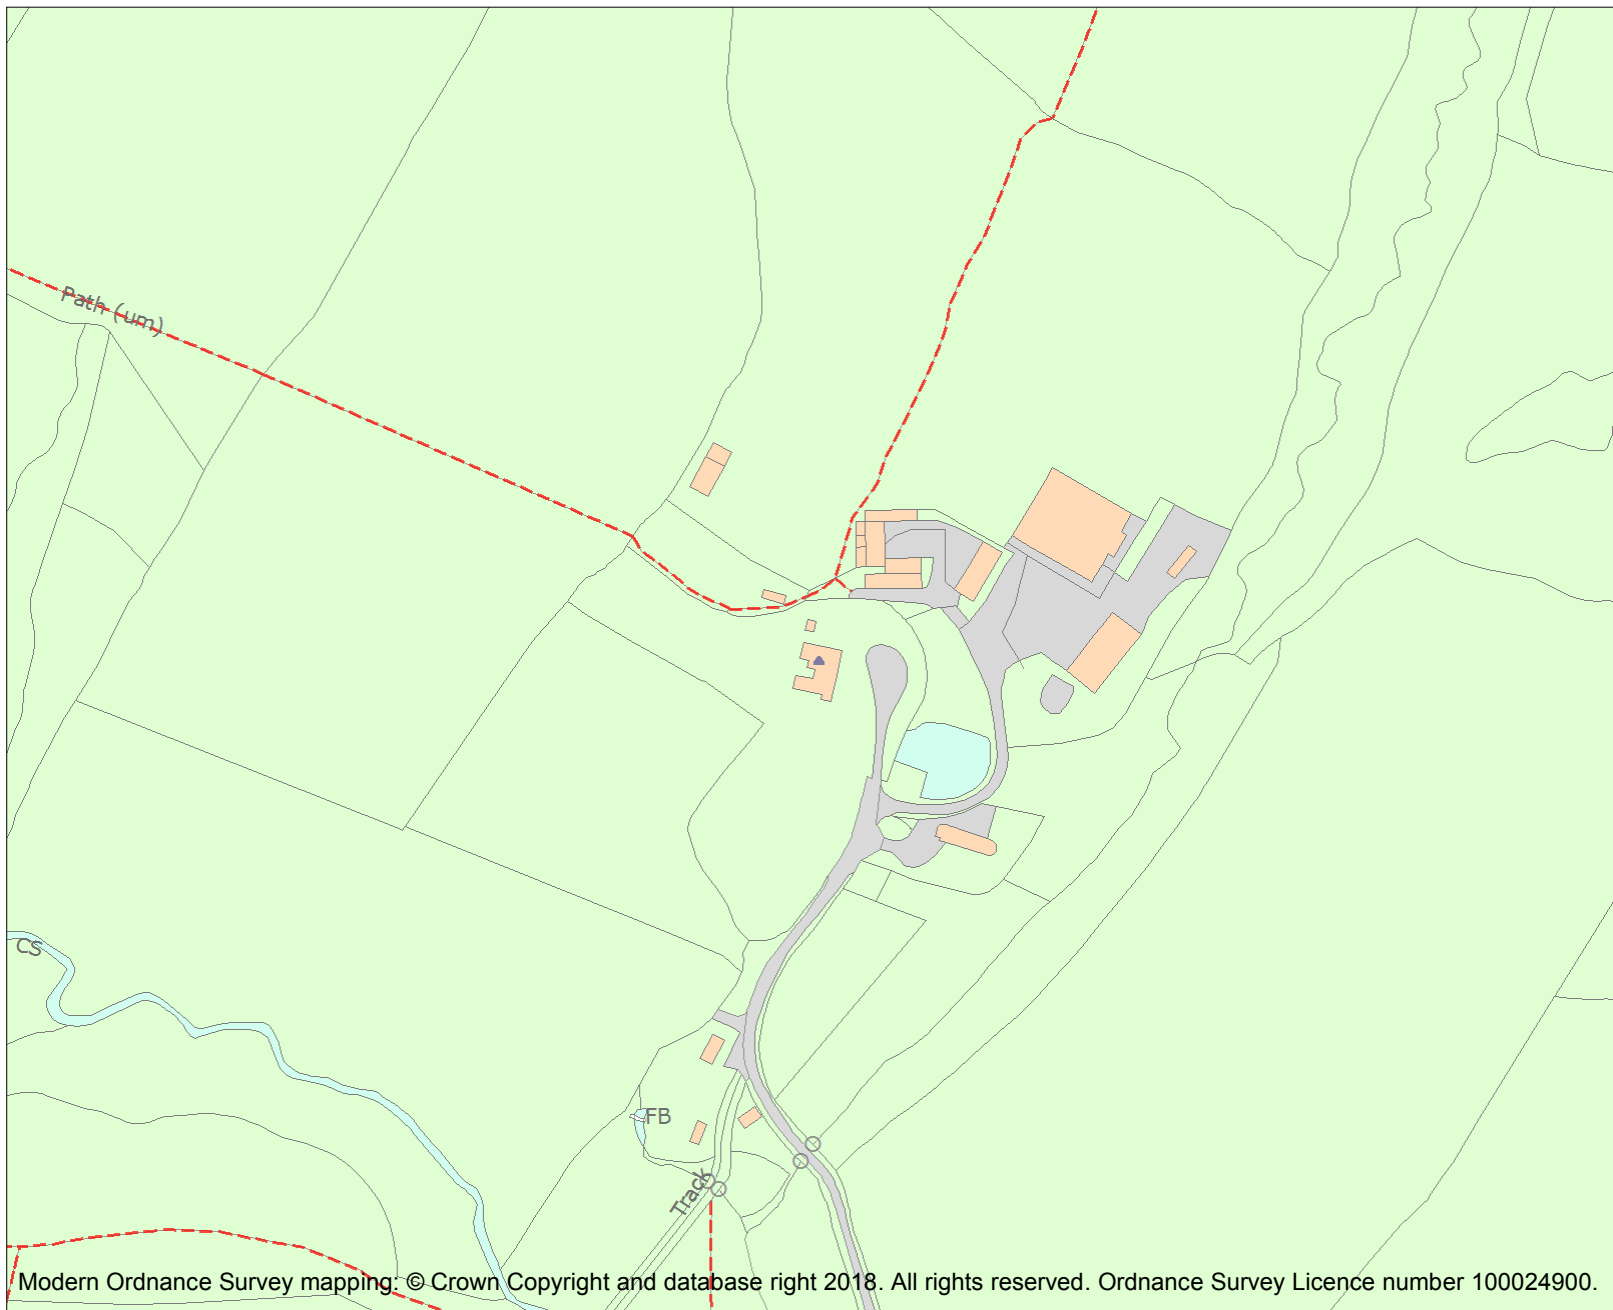 Path (um)
CS
FB
Track
Modern Ordnance Survey mapping: © Crown Copyright and database right 2018. All rights reserved. Ordnance Survey Licence number 100024900.